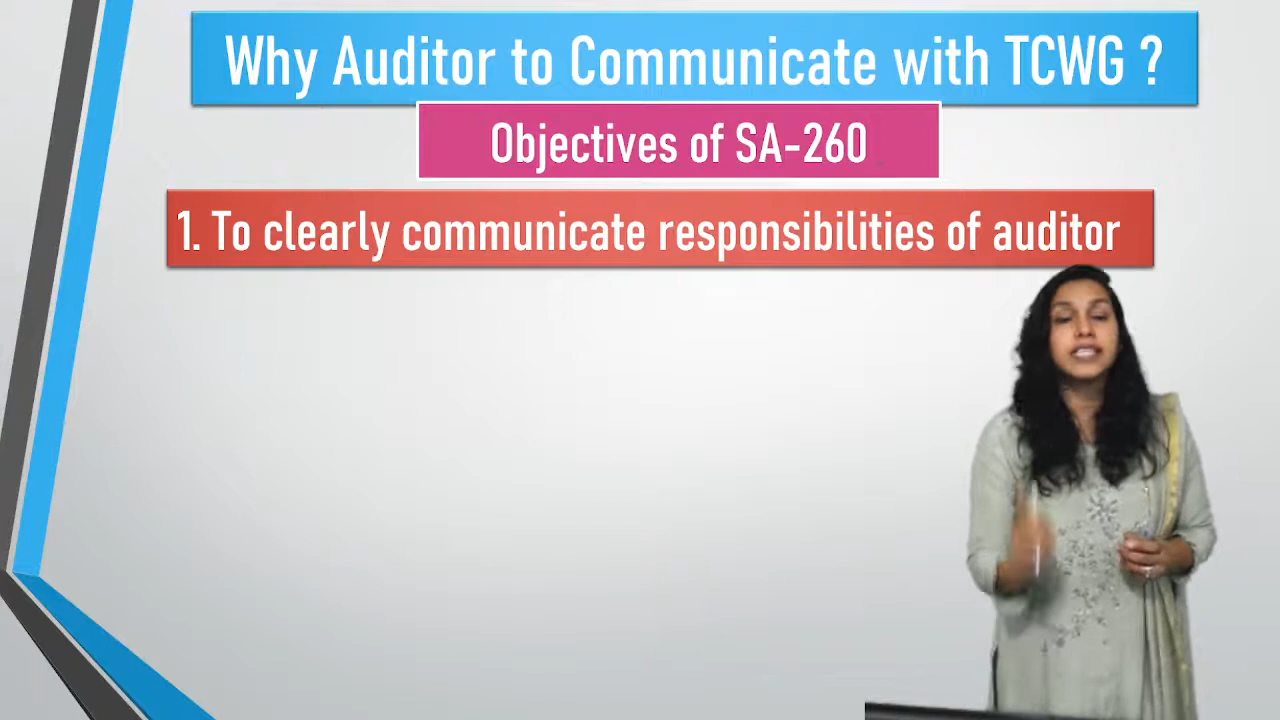 Why Auditor to Communicate with TCWG ?
Objectives of SA-260
1. To clearly communicate responsibilities of auditor